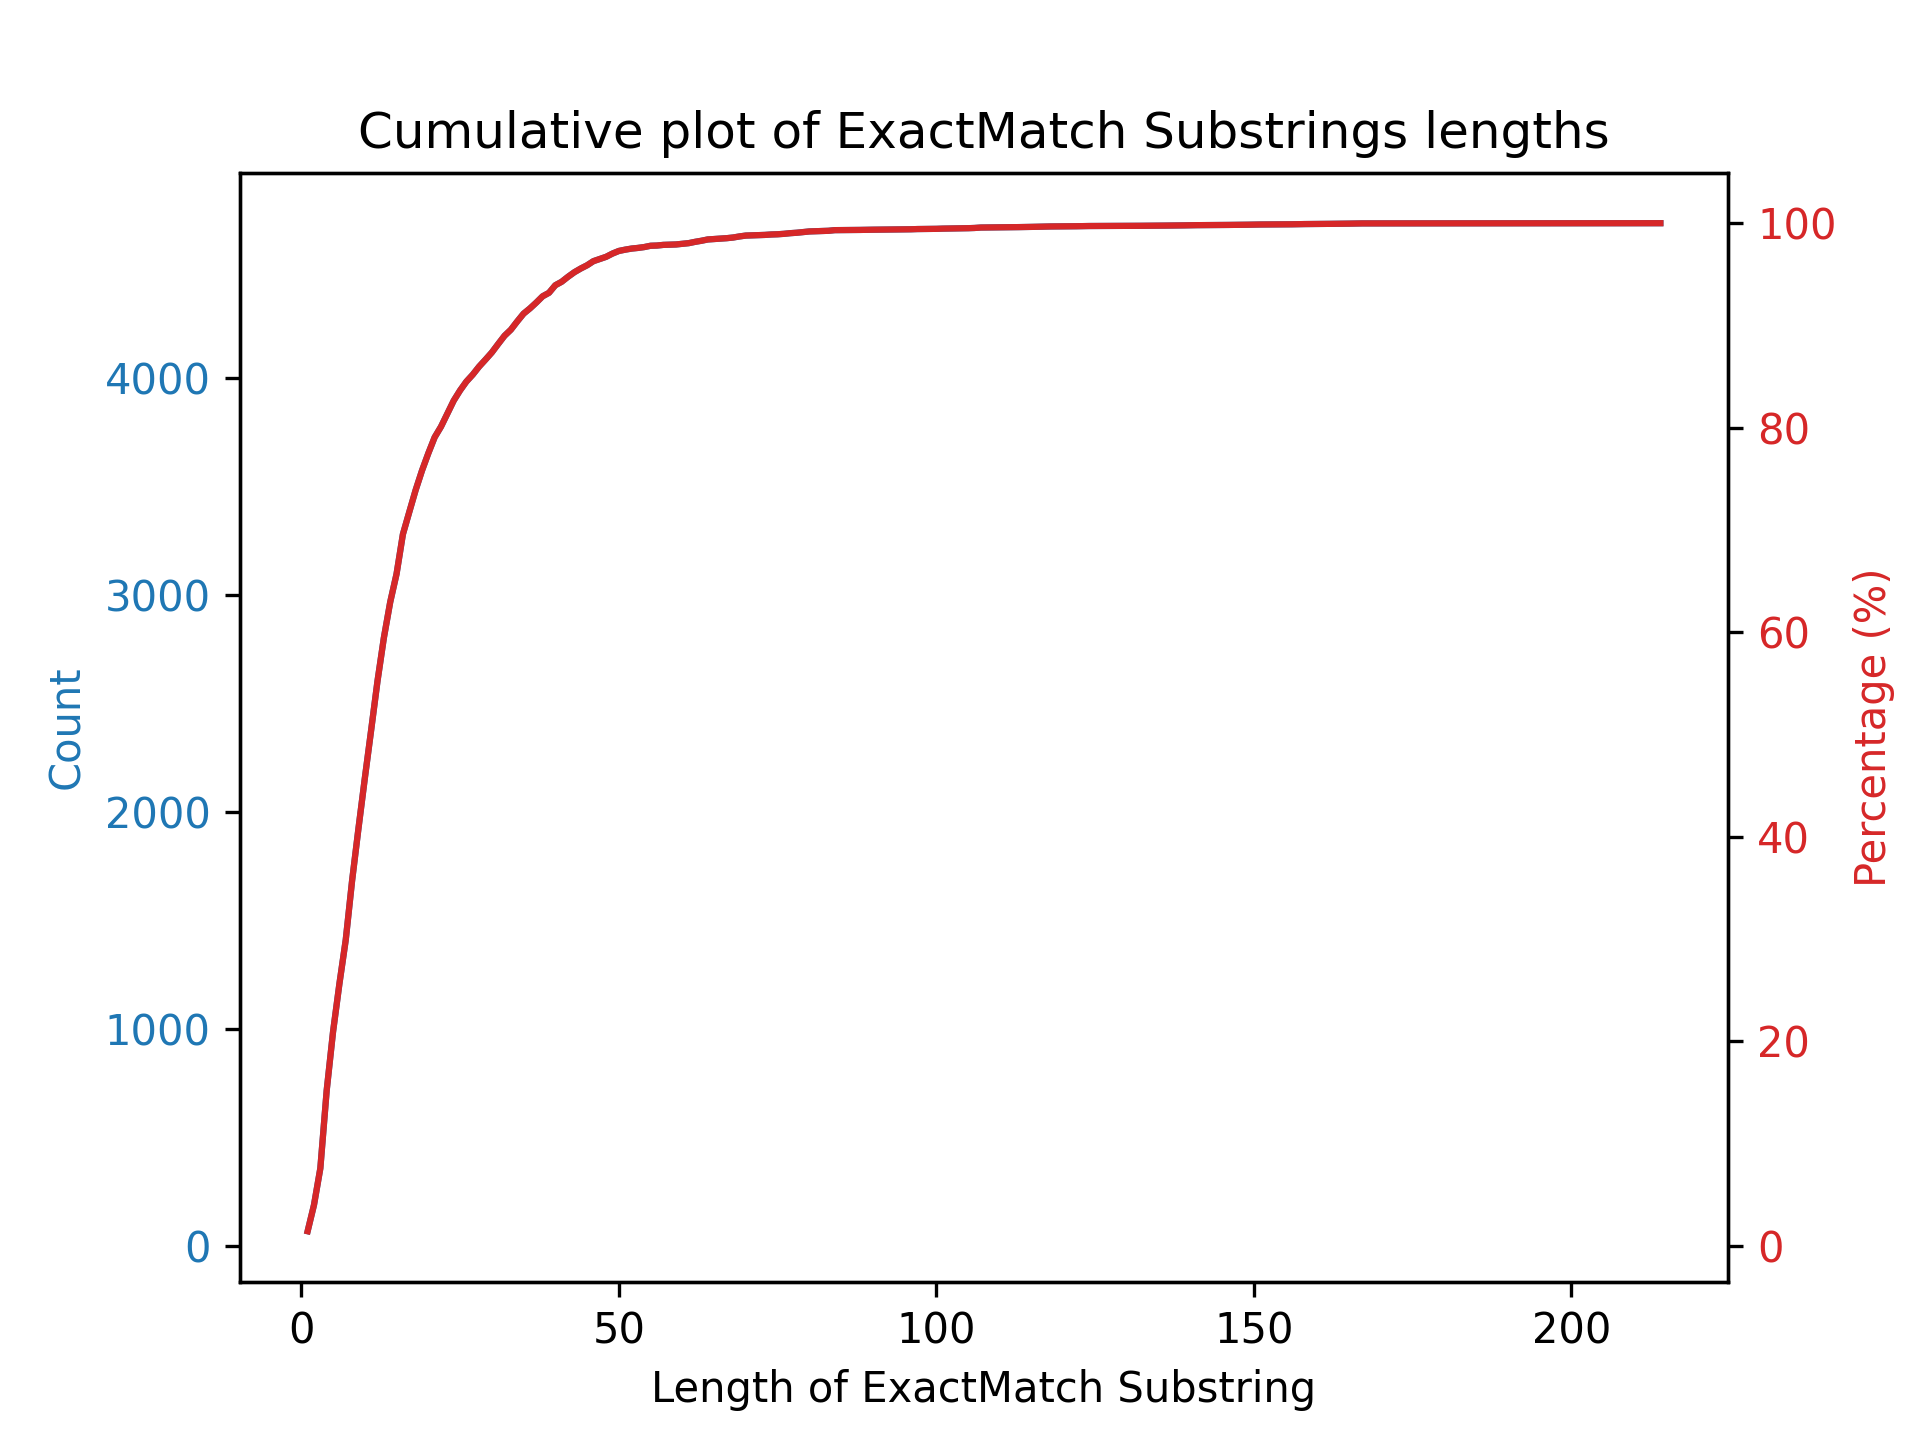 Cumulative plot of ExactMatch Substrings lengths
Count
4000
3000
2000
1000
0
100
80
60
40
20
0
Percentage (%)
0 50 100 150 200
Length of ExactMatch Substring